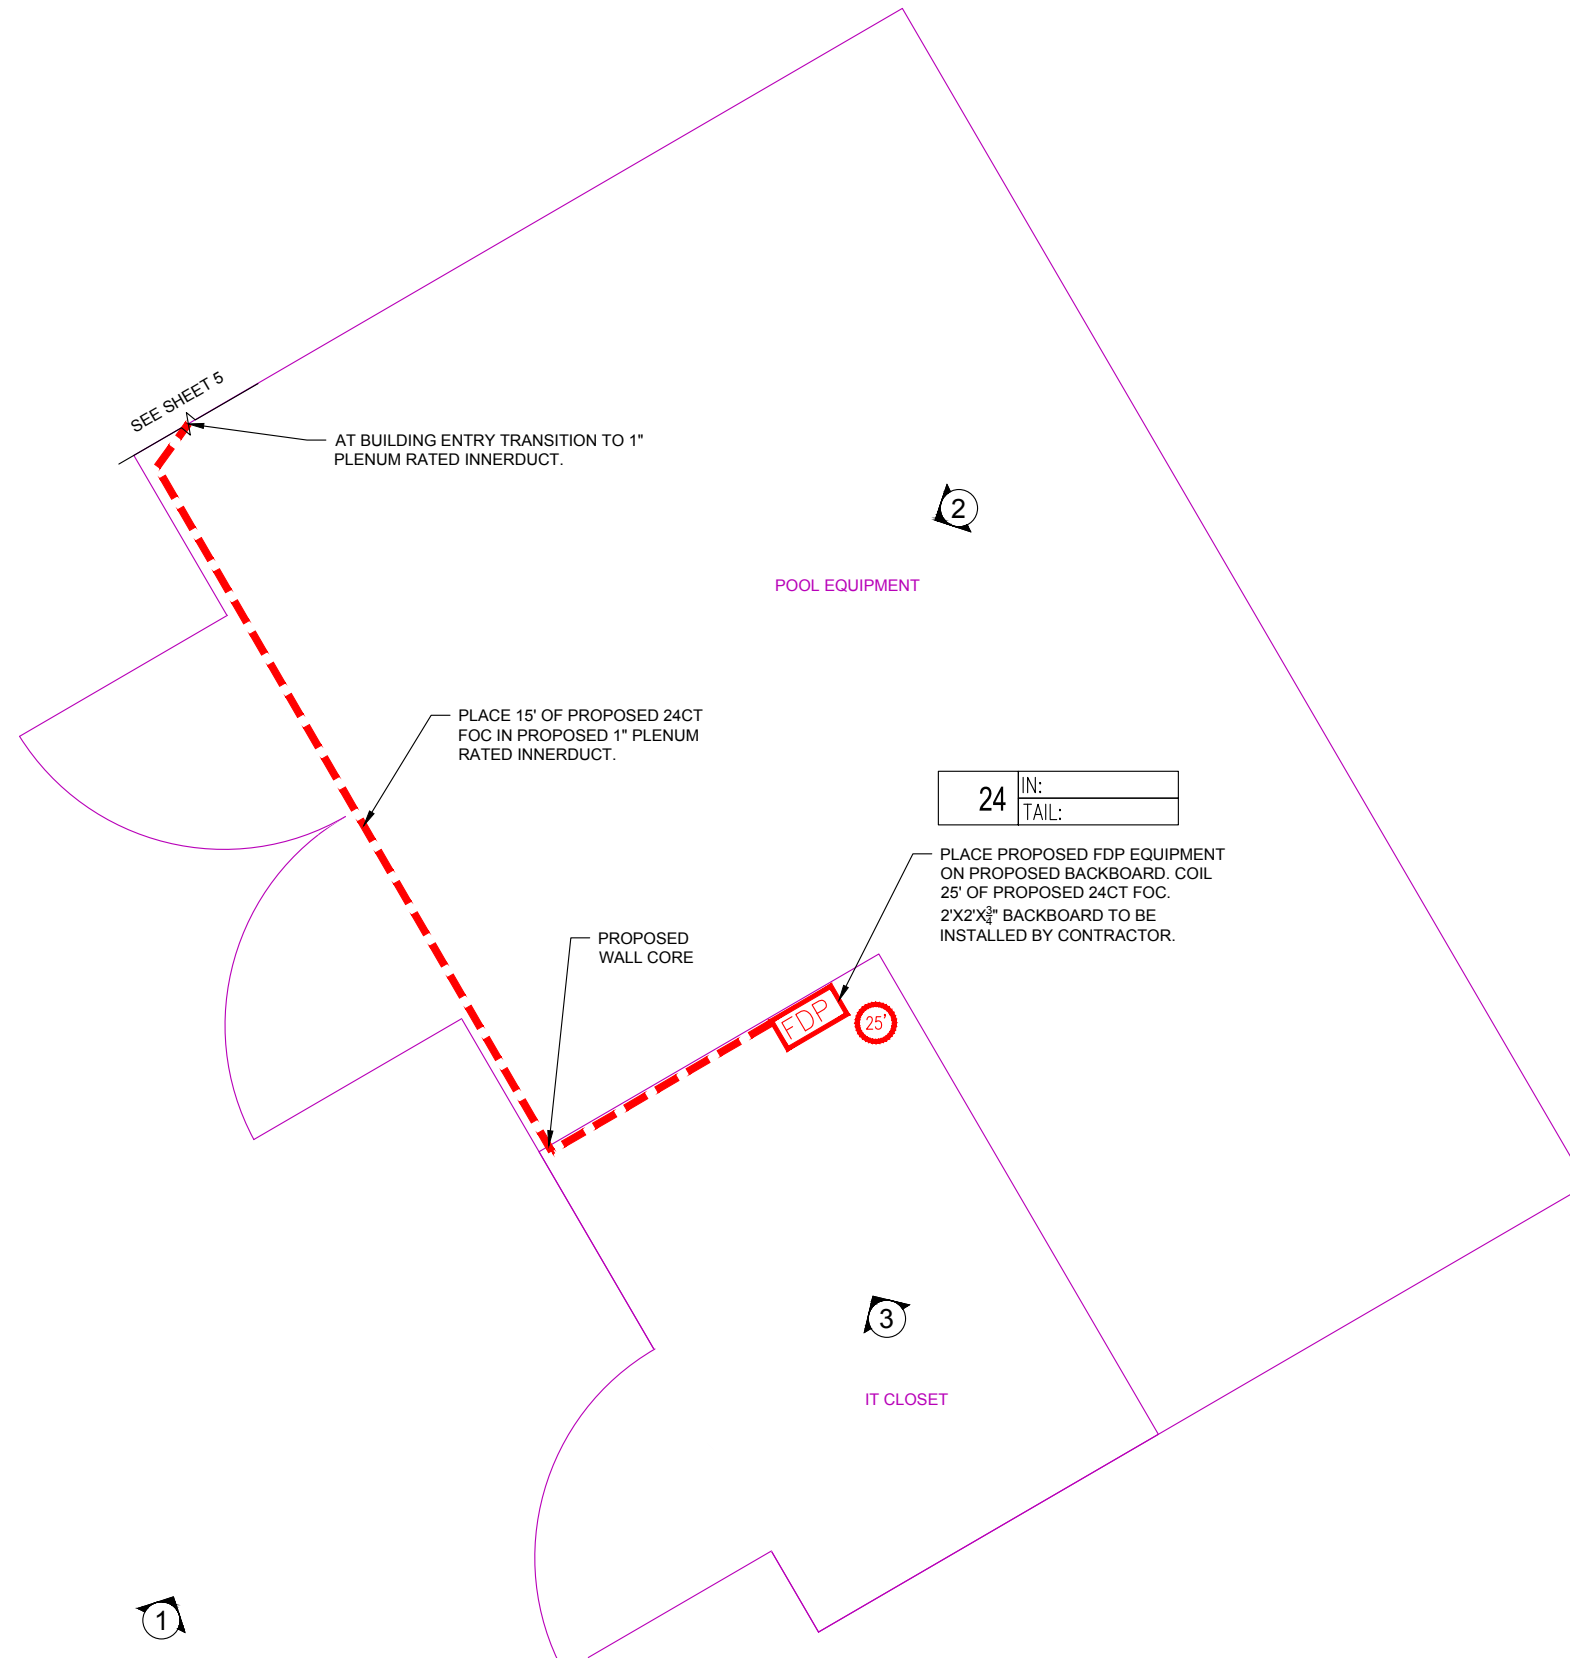 SEE SHEET 5
AT BUILDING ENTRY TRANSITION TO 1"
PLENUM RATED INNERDUCT.
2
POOL EQUIPMENT
PLACE 15' OF PROPOSED 24CT
FOC IN PROPOSED 1" PLENUM
RATED INNERDUCT.
24
IN:
TAIL:
PLACE PROPOSED FDP EQUIPMENT
ON PROPOSED BACKBOARD. COIL
25' OF PROPOSED 24CT FOC.
2'X2'X3/4" BACKBOARD TO BE
INSTALLED BY CONTRACTOR.
PROPOSED
WALL CORE
FDP
25'
3
IT CLOSET
1